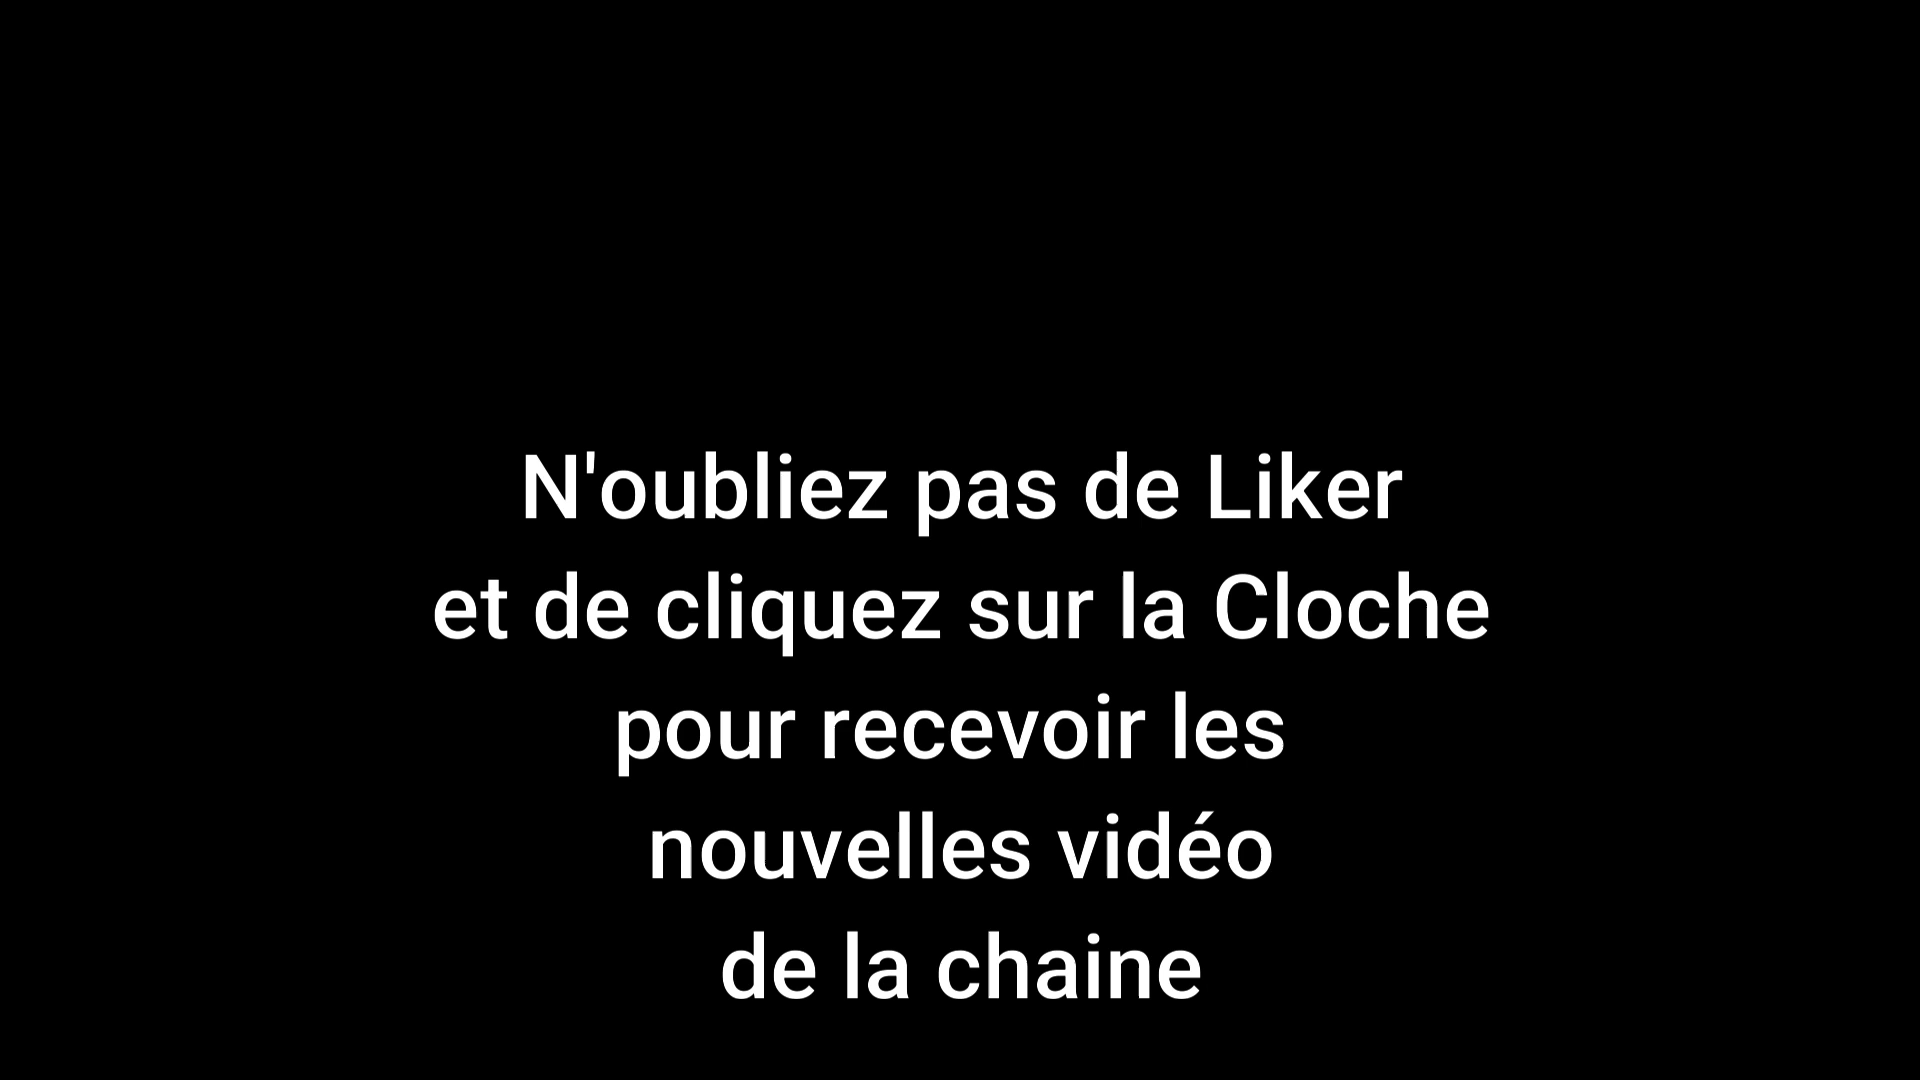 N'oubliez pas de Liker
et de cliquez sur la Cloche
pour recevoir les
nouvelles vidéo
de la chaine